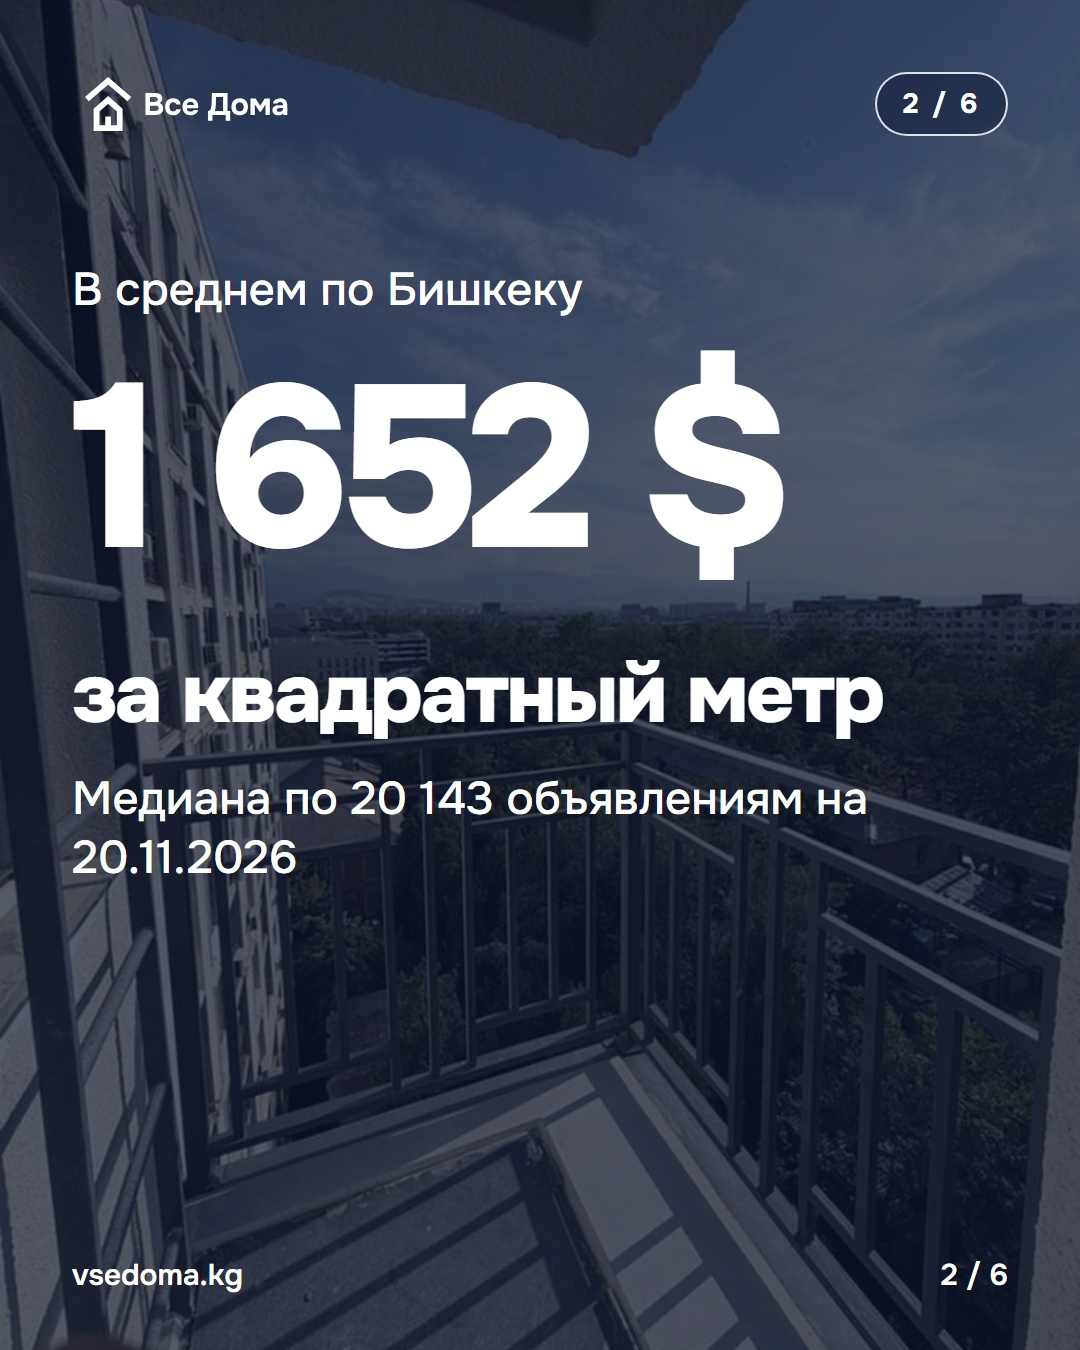 Все Дома
2 / 6
В среднем по Бишкеку
1 652 $
за квадратный метр
Медиана по 20 143 объявлениям на
20.11.2026
vsedoma.kg
2 / 6